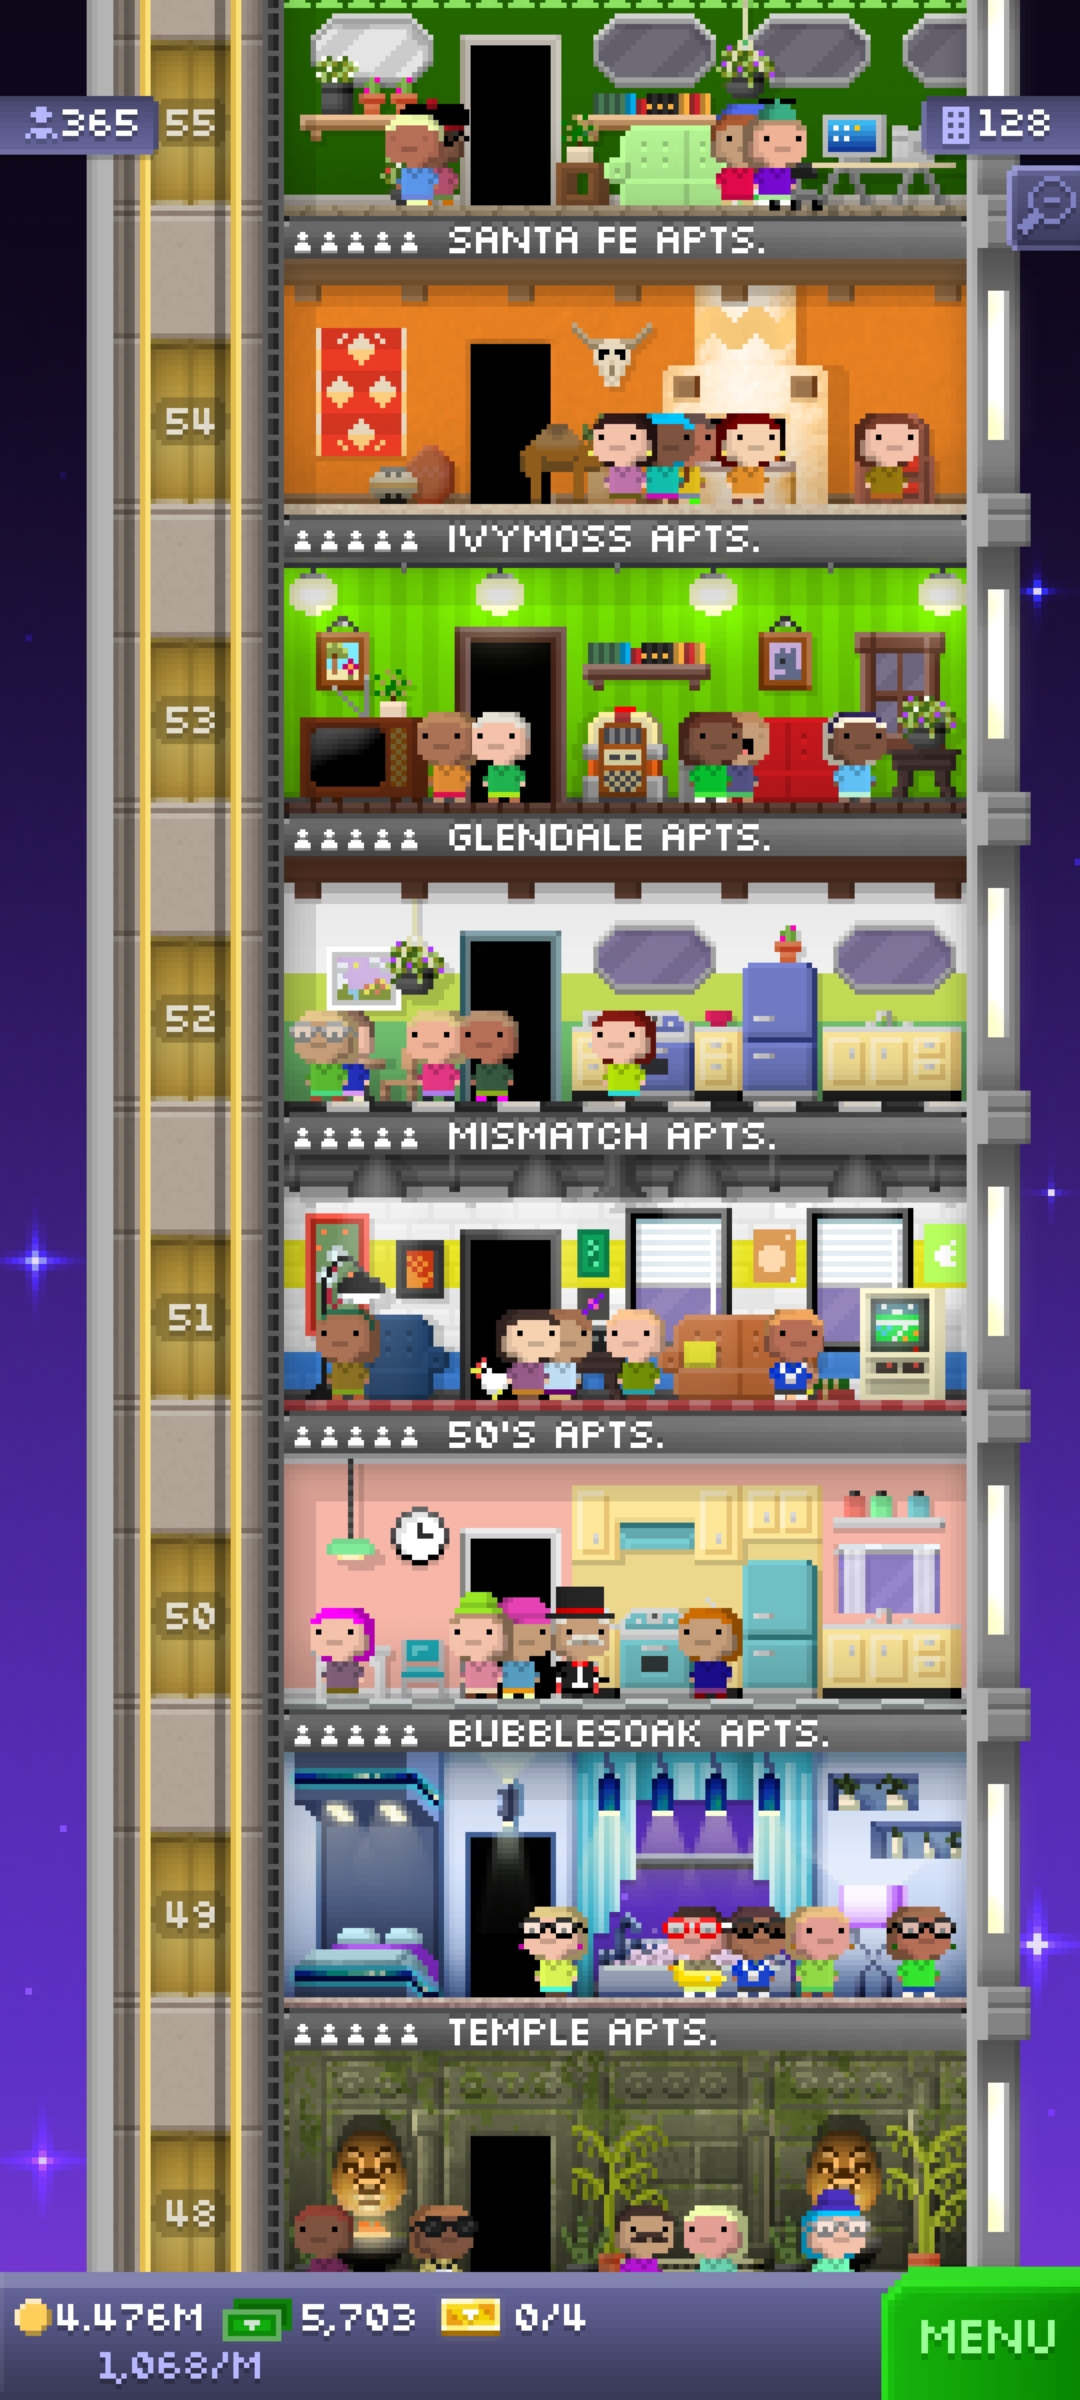 365
55
128
SANTA FE APTS.
54
IVYMOSS APTS.
53
GLENDALE APTS.
52
MISMATCH APTS.
51
50'S APTS.
50
BUBBLESOAK APTS.
49
TEMPLE APTS.
48
4.476M 5,703 0/4
1,068/M
MENU